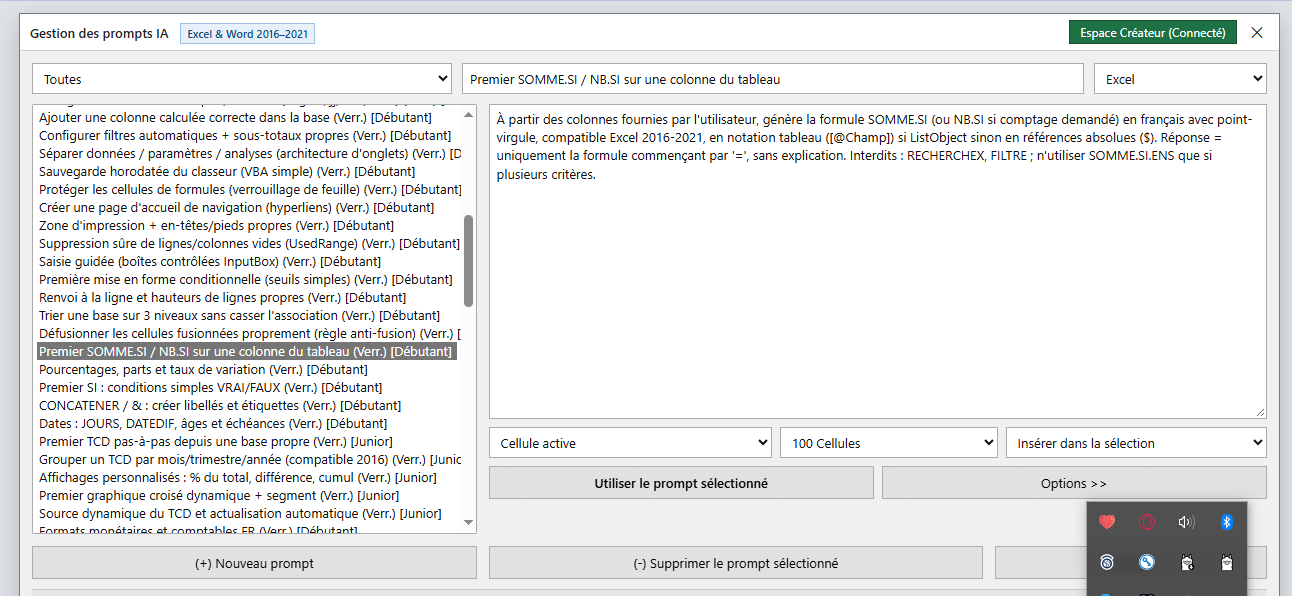 Gestion des prompts IA
Excel & Word 2016–2021
Espace Créateur (Connecté)
Toutes
Premier SOMME.SI / NB.SI sur une colonne du tableau
Excel
Ajouter une colonne calculée correcte dans la base (Verr.) [Débutant]
Configurer filtres automatiques + sous-totaux propres (Verr.) [Débutant]
Séparer données / paramètres / analyses (architecture d'onglets) (Verr.) [D
Sauvegarde horodatée du classeur (VBA simple) (Verr.) [Débutant]
Protéger les cellules de formules (verrouillage de feuille) (Verr.) [Débutant]
Créer une page d'accueil de navigation (hyperliens) (Verr.) [Débutant]
Zone d'impression + en-têtes/pieds propres (Verr.) [Débutant]
Suppression sûre de lignes/colonnes vides (UsedRange) (Verr.) [Débutant]
Saisie guidée (boîtes contrôlées InputBox) (Verr.) [Débutant]
Première mise en forme conditionnelle (seuils simples) (Verr.) [Débutant]
Renvoi à la ligne et hauteurs de lignes propres (Verr.) [Débutant]
Trier une base sur 3 niveaux sans casser l'association (Verr.) [Débutant]
Défusionner les cellules fusionnées proprement (règle anti-fusion) (Verr.) [
Premier SOMME.SI / NB.SI sur une colonne du tableau (Verr.) [Débutant]
Pourcentages, parts et taux de variation (Verr.) [Débutant]
Premier SI : conditions simples VRAI/FAUX (Verr.) [Débutant]
CONCATENER / & : créer libellés et étiquettes (Verr.) [Débutant]
Dates : JOURS, DATEDIF, âges et échéances (Verr.) [Débutant]
Premier TCD pas-à-pas depuis une base propre (Verr.) [Junior]
Grouper un TCD par mois/trimestre/année (compatible 2016) (Verr.) [Junic
Affichages personnalisés : % du total, différence, cumul (Verr.) [Junior]
Premier graphique croisé dynamique + segment (Verr.) [Junior]
Source dynamique du TCD et actualisation automatique (Verr.) [Junior]
Formats monétaires et comptables FR (Verr.) [Débutant]
À partir des colonnes fournies par l'utilisateur, génère la formule SOMME.SI (ou NB.SI si comptage demandé) en français avec point-
virgule, compatible Excel 2016-2021, en notation tableau ([@Champ]) si ListObject sinon en références absolues ($). Réponse =
uniquement la formule commençant par '=', sans explication. Interdits : RECHERCHEX, FILTRE ; n'utiliser SOMME.SI.ENS que si
plusieurs critères.
Cellule active
100 Cellules
Insérer dans la sélection
Utiliser le prompt sélectionné
Options >>
(+) Nouveau prompt
(-) Supprimer le prompt sélectionné